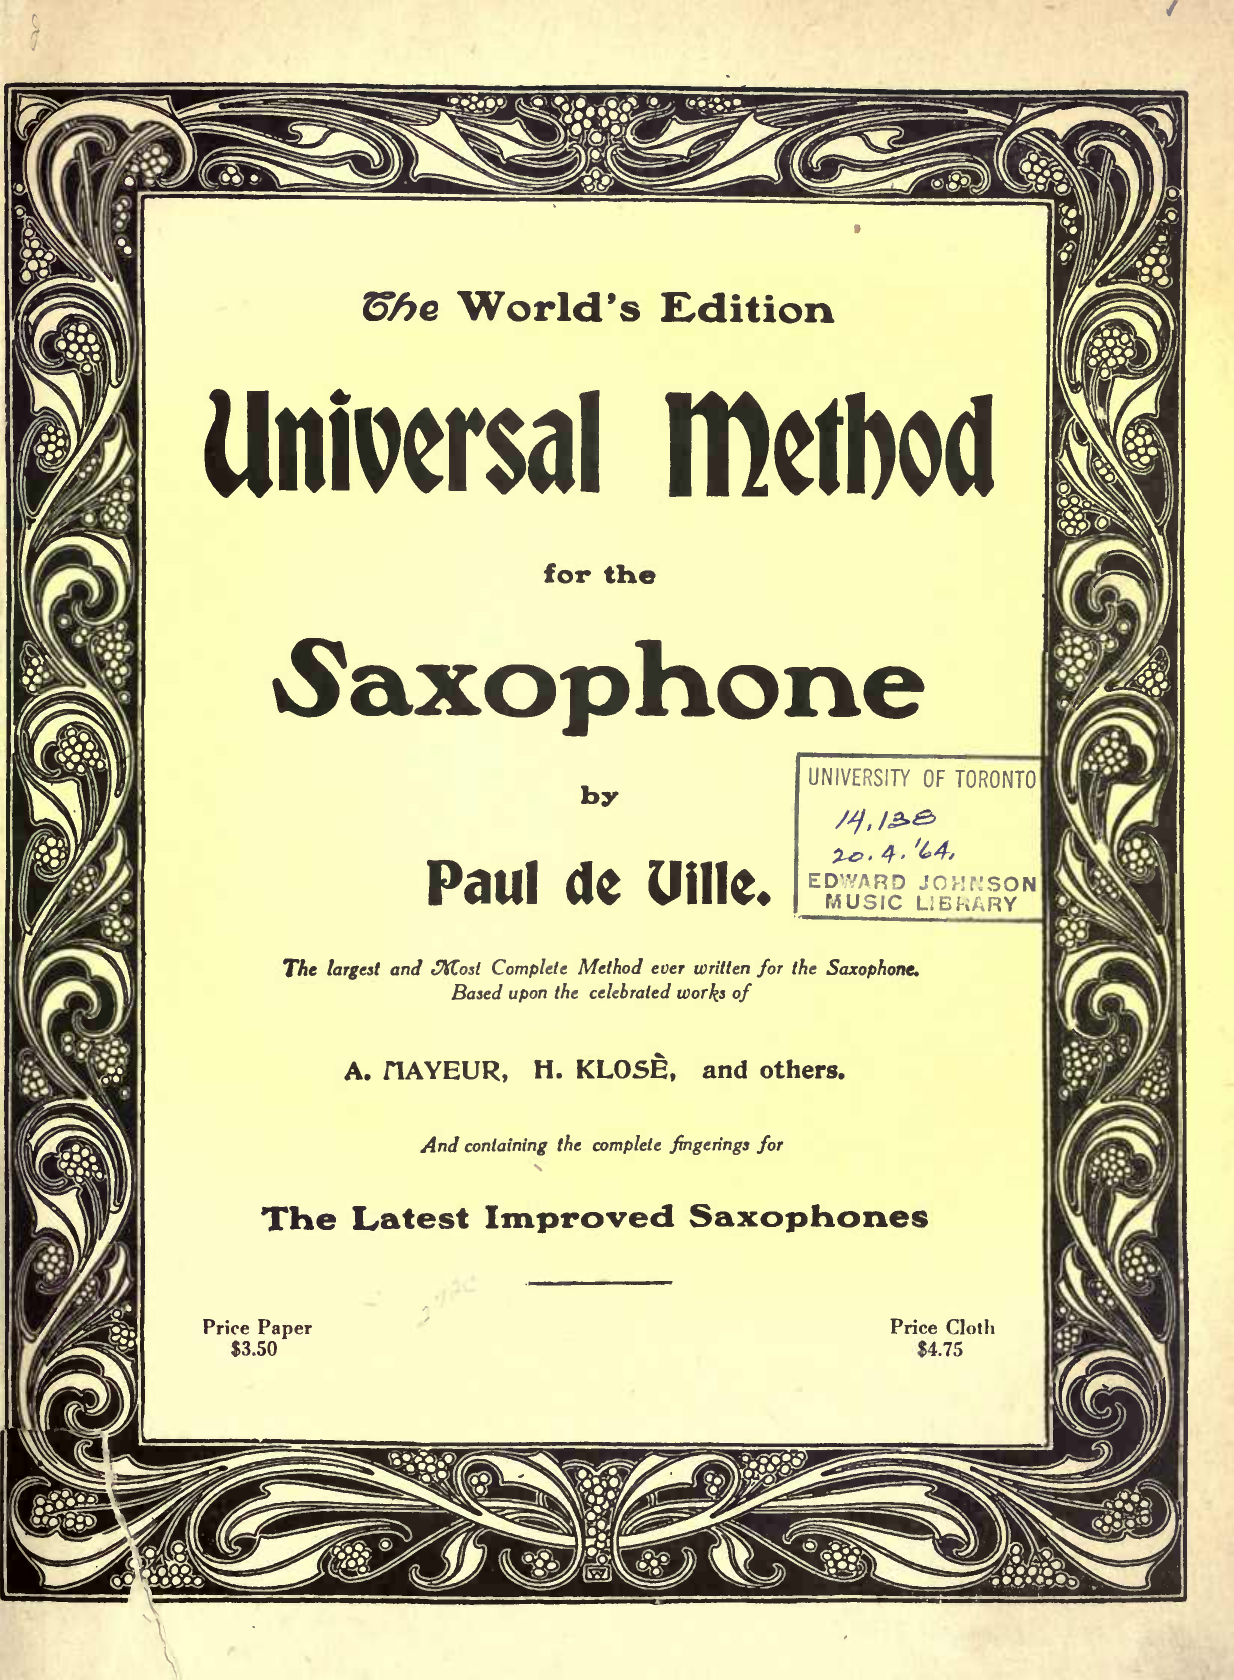 The World's Edition
Universal Method
for the
Saxophone
by
Paul de Ville.
UNIVERSITY OF TORONTO
14,138
20.4.'64.
EDWARD JOHNSON
MUSIC LIBRARY
The largest and Most Complete Method ever written for the Saxophone.
Based upon the celebrated works of
A. MAYEUR, H. KLOSÈ, and others.
And containing the complete fingerings for
The Latest Improved Saxophones
Price Paper
$3.50
Price Cloth
$4.75
W